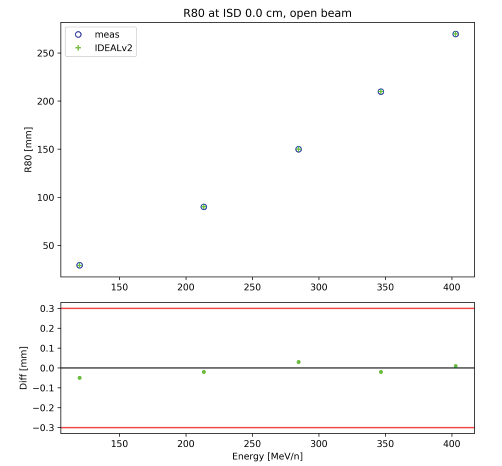 R80 at ISD 0.0 cm, open beam
meas
IDEALv2
R80 [mm]
250
200
150
100
50
150 200 250 300 350 400
Diff [mm]
0.3
0.2
0.1
0.0
−0.1
−0.2
−0.3
150 200 250 300 350 400
Energy [MeV/n]